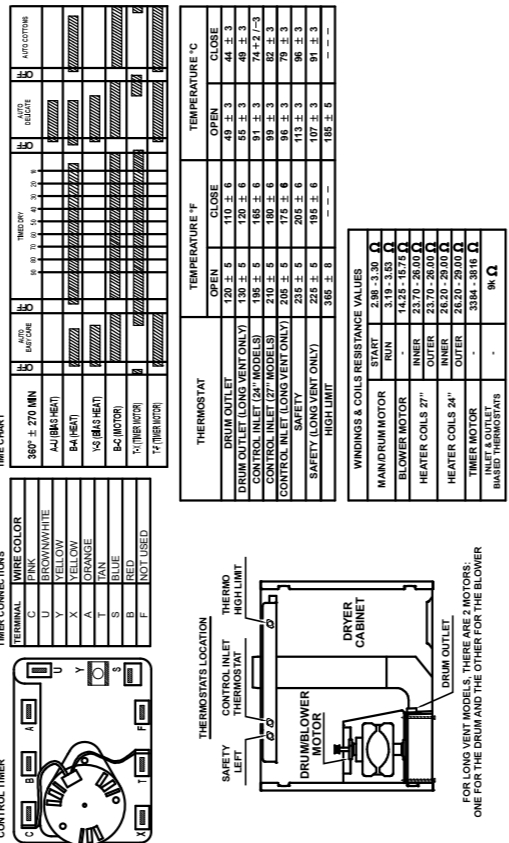 CONTROL TIMER
C
B
A
U
Y
S
X
T
F
TIMER CONNECTIONS
TERMINAL WIRE COLOR
C PINK
U BROWN/WHITE
Y YELLOW
X YELLOW
A ORANGE
T TAN
S BLUE
B RED
F NOT USED
TIME CHART
360° ± 270 MIN
AUTO EASY CARE
OFF
TIMED DRY
OFF
AUTO DELICATE
OFF
AUTO COTTONS
OFF
90 80 70 60 50 40 30 20
A-U (BIAS HEAT)
B-A (HEAT)
Y-S (BIAS HEAT)
B-C (MOTOR)
T-X (TIMER MOTOR)
T-F (TIMER MOTOR)
THERMOSTATS LOCATION
SAFETY LEFT
CONTROL INLET THERMOSTAT
THERMO HIGH LIMIT
DRUM/BLOWER MOTOR
DRYER CABINET
DRUM OUTLET
FOR LONG VENT MODELS, THERE ARE 2 MOTORS:
ONE FOR THE DRUM AND THE OTHER FOR THE BLOWER
THERMOSTAT TEMPERATURE °F TEMPERATURE °C
OPEN CLOSE OPEN CLOSE
DRUM OUTLET 120 ± 5 110 ± 6 49 ± 3 44 ± 3
DRUM OUTLET (LONG VENT ONLY) 130 ± 5 120 ± 6 55 ± 3 49 ± 3
CONTROL INLET (24" MODELS) 195 ± 5 165 ± 6 91 ± 3 74 + 2 / −3
CONTROL INLET (27" MODELS) 210 ± 5 180 ± 6 99 ± 3 82 ± 3
CONTROL INLET (LONG VENT ONLY) 205 ± 5 175 ± 6 96 ± 3 79 ± 3
SAFETY 235 ± 5 205 ± 6 113 ± 3 96 ± 3
SAFETY (LONG VENT ONLY) 225 ± 5 195 ± 6 107 ± 3 91 ± 3
HIGH LIMIT 365 ± 8 - - - 185 ± 5 - - -
WINDINGS & COILS RESISTANCE VALUES
MAIN/DRUM MOTOR START 2.98 - 3.30 Ω
RUN 3.19 - 3.53 Ω
BLOWER MOTOR - 14.25 - 15.75 Ω
HEATER COILS 27" INNER 23.70 - 26.00 Ω
OUTER 23.70 - 26.00 Ω
HEATER COILS 24" INNER 26.20 - 29.00 Ω
OUTER 26.20 - 29.00 Ω
TIMER MOTOR - 3384 - 3816 Ω
INLET & OUTLET BIASED THERMOSTATS - 9k Ω